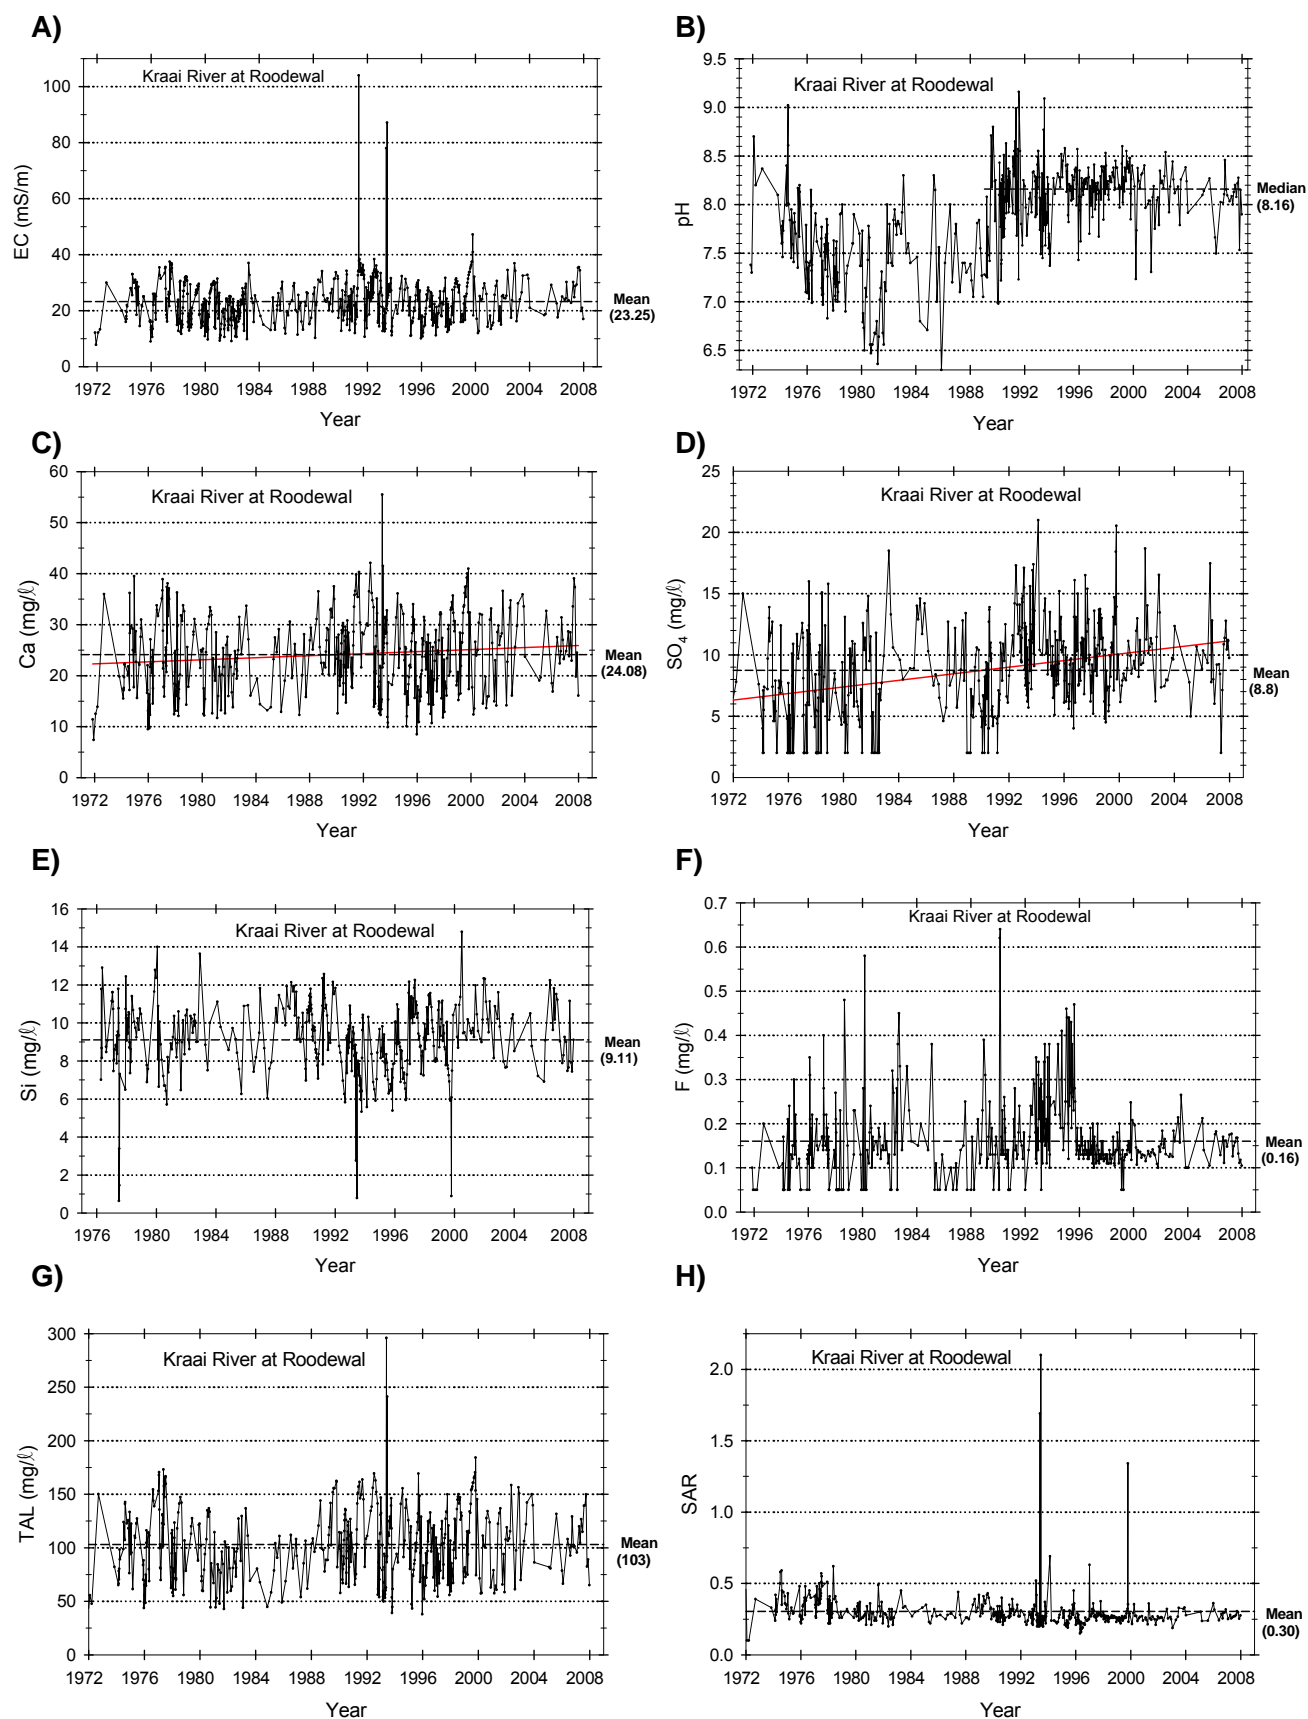 A)
Kraai River at Roodewal
EC (mS/m)
100
80
60
40
20
0
Mean
(23.25)
1972 1976 1980 1984 1988 1992 1996 2000 2004 2008
Year
B)
Kraai River at Roodewal
pH
9.5
9.0
8.5
8.0
7.5
7.0
6.5
Median
(8.16)
1972 1976 1980 1984 1988 1992 1996 2000 2004 2008
Year
C)
Kraai River at Roodewal
Ca (mg/ℓ)
60
50
40
30
20
10
0
Mean
(24.08)
1972 1976 1980 1984 1988 1992 1996 2000 2004 2008
Year
D)
Kraai River at Roodewal
SO4 (mg/ℓ)
25
20
15
10
5
0
Mean
(8.8)
1972 1976 1980 1984 1988 1992 1996 2000 2004 2008
Year
E)
Kraai River at Roodewal
Si (mg/ℓ)
16
14
12
10
8
6
4
2
0
Mean
(9.11)
1976 1980 1984 1988 1992 1996 2000 2004 2008
Year
F)
Kraai River at Roodewal
F (mg/ℓ)
0.7
0.6
0.5
0.4
0.3
0.2
0.1
0.0
Mean
(0.16)
1972 1976 1980 1984 1988 1992 1996 2000 2004 2008
Year
G)
Kraai River at Roodewal
TAL (mg/ℓ)
300
250
200
150
100
50
0
Mean
(103)
1972 1976 1980 1984 1988 1992 1996 2000 2004 2008
Year
H)
Kraai River at Roodewal
SAR
2.0
1.5
1.0
0.5
0.0
Mean
(0.30)
1972 1976 1980 1984 1988 1992 1996 2000 2004 2008
Year